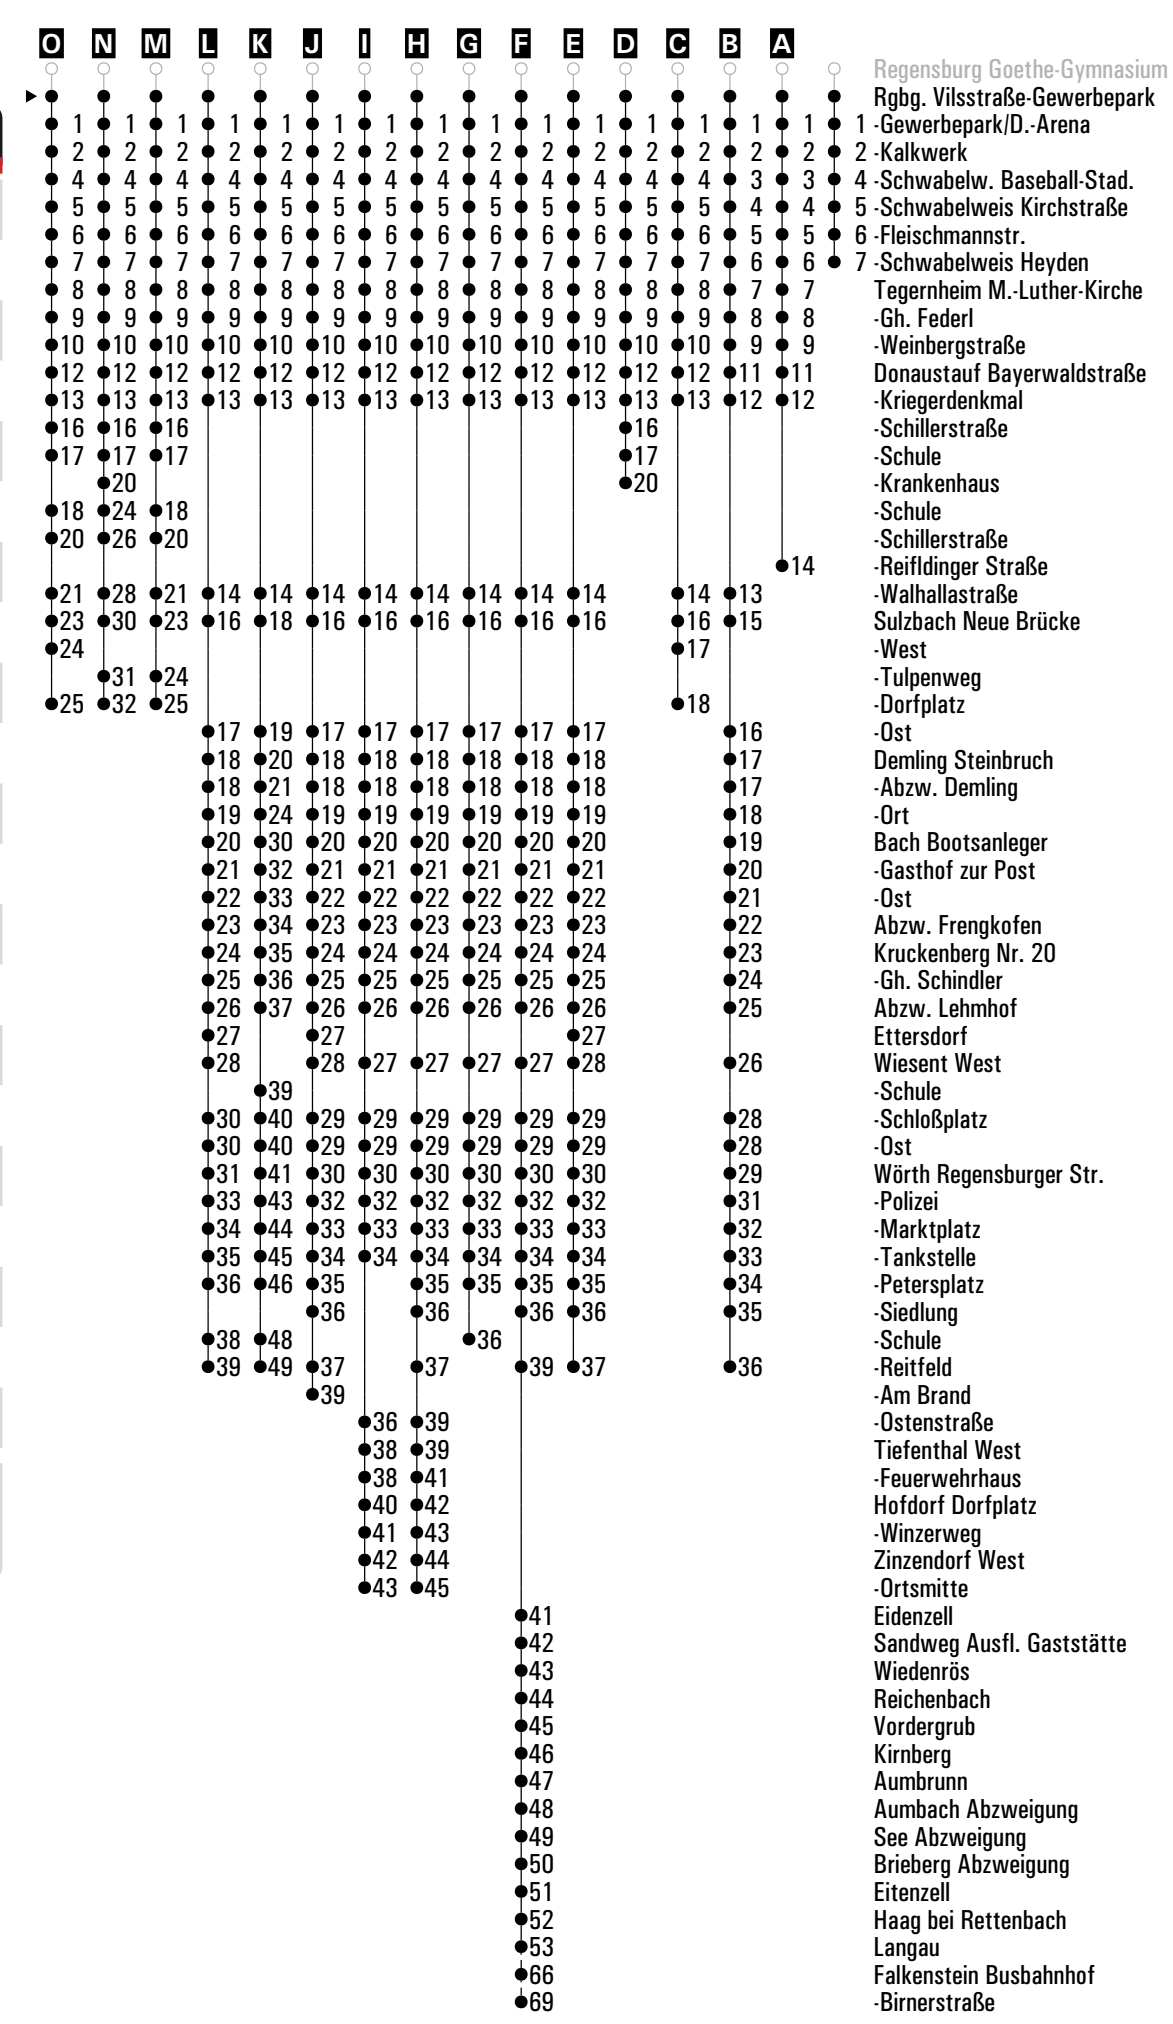 O N M L K J I H G F E D C B A
Regensburg Goethe-Gymnasium
Rgbg. Vilsstraße-Gewerbepark
1 1 1 1 1 1 1 1 1 1 1 1 1 1 1 1 -Gewerbepark/D.-Arena
2 2 2 2 2 2 2 2 2 2 2 2 2 2 2 2 -Kalkwerk
4 4 4 4 4 4 4 4 4 4 4 4 4 3 3 4 -Schwabelw. Baseball-Stad.
5 5 5 5 5 5 5 5 5 5 5 5 5 4 4 5 -Schwabelweis Kirchstraße
6 6 6 6 6 6 6 6 6 6 6 6 6 5 5 6 -Fleischmannstr.
7 7 7 7 7 7 7 7 7 7 7 7 7 6 6 7 -Schwabelweis Heyden
8 8 8 8 8 8 8 8 8 8 8 8 8 7 7 Tegernheim M.-Luther-Kirche
9 9 9 9 9 9 9 9 9 9 9 9 9 8 8 -Gh. Federl
10 10 10 10 10 10 10 10 10 10 10 10 10 9 9 -Weinbergstraße
12 12 12 12 12 12 12 12 12 12 12 12 12 11 11 Donaustauf Bayerwaldstraße
13 13 13 13 13 13 13 13 13 13 13 13 13 12 12 -Kriegerdenkmal
16 16 16 16 -Schillerstraße
17 17 17 17 -Schule
20 20 -Krankenhaus
18 24 18 -Schule
20 26 20 -Schillerstraße
14 -Reifldinger Straße
21 28 21 14 14 14 14 14 14 14 14 14 13 -Walhallastraße
23 30 23 16 18 16 16 16 16 16 16 16 15 Sulzbach Neue Brücke
24 17 -West
31 24 -Tulpenweg
25 32 25 18 -Dorfplatz
17 19 17 17 17 17 17 17 16 -Ost
18 20 18 18 18 18 18 18 17 Demling Steinbruch
18 21 18 18 18 18 18 18 17 -Abzw. Demling
19 24 19 19 19 19 19 19 18 -Ort
20 30 20 20 20 20 20 20 19 Bach Bootsanleger
21 32 21 21 21 21 21 21 20 -Gasthof zur Post
22 33 22 22 22 22 22 22 21 -Ost
23 34 23 23 23 23 23 23 22 Abzw. Frengkofen
24 35 24 24 24 24 24 24 23 Kruckenberg Nr. 20
25 36 25 25 25 25 25 25 24 -Gh. Schindler
26 37 26 26 26 26 26 26 25 Abzw. Lehmhof
27 27 27 Ettersdorf
28 28 27 27 27 27 28 26 Wiesent West
39 -Schule
30 40 29 29 29 29 29 29 28 -Schloßplatz
30 40 29 29 29 29 29 29 28 -Ost
31 41 30 30 30 30 30 30 29 Wörth Regensburger Str.
33 43 32 32 32 32 32 32 31 -Polizei
34 44 33 33 33 33 33 33 32 -Marktplatz
35 45 34 34 34 34 34 34 33 -Tankstelle
36 46 35 35 35 35 35 34 -Petersplatz
36 36 36 36 35 -Siedlung
38 48 36 -Schule
39 49 37 37 39 37 36 -Reitfeld
39 -Am Brand
36 39 -Ostenstraße
38 39 Tiefenthal West
38 41 -Feuerwehrhaus
40 42 Hofdorf Dorfplatz
41 43 -Winzerweg
42 44 Zinzendorf West
43 45 -Ortsmitte
41 Eidenzell
42 Sandweg Ausfl. Gaststätte
43 Wiedenrös
44 Reichenbach
45 Vordergrub
46 Kirnberg
47 Aumbrunn
48 Aumbach Abzweigung
49 See Abzweigung
50 Brieberg Abzweigung
51 Eitenzell
52 Haag bei Rettenbach
53 Langau
66 Falkenstein Busbahnhof
69 -Birnerstraße